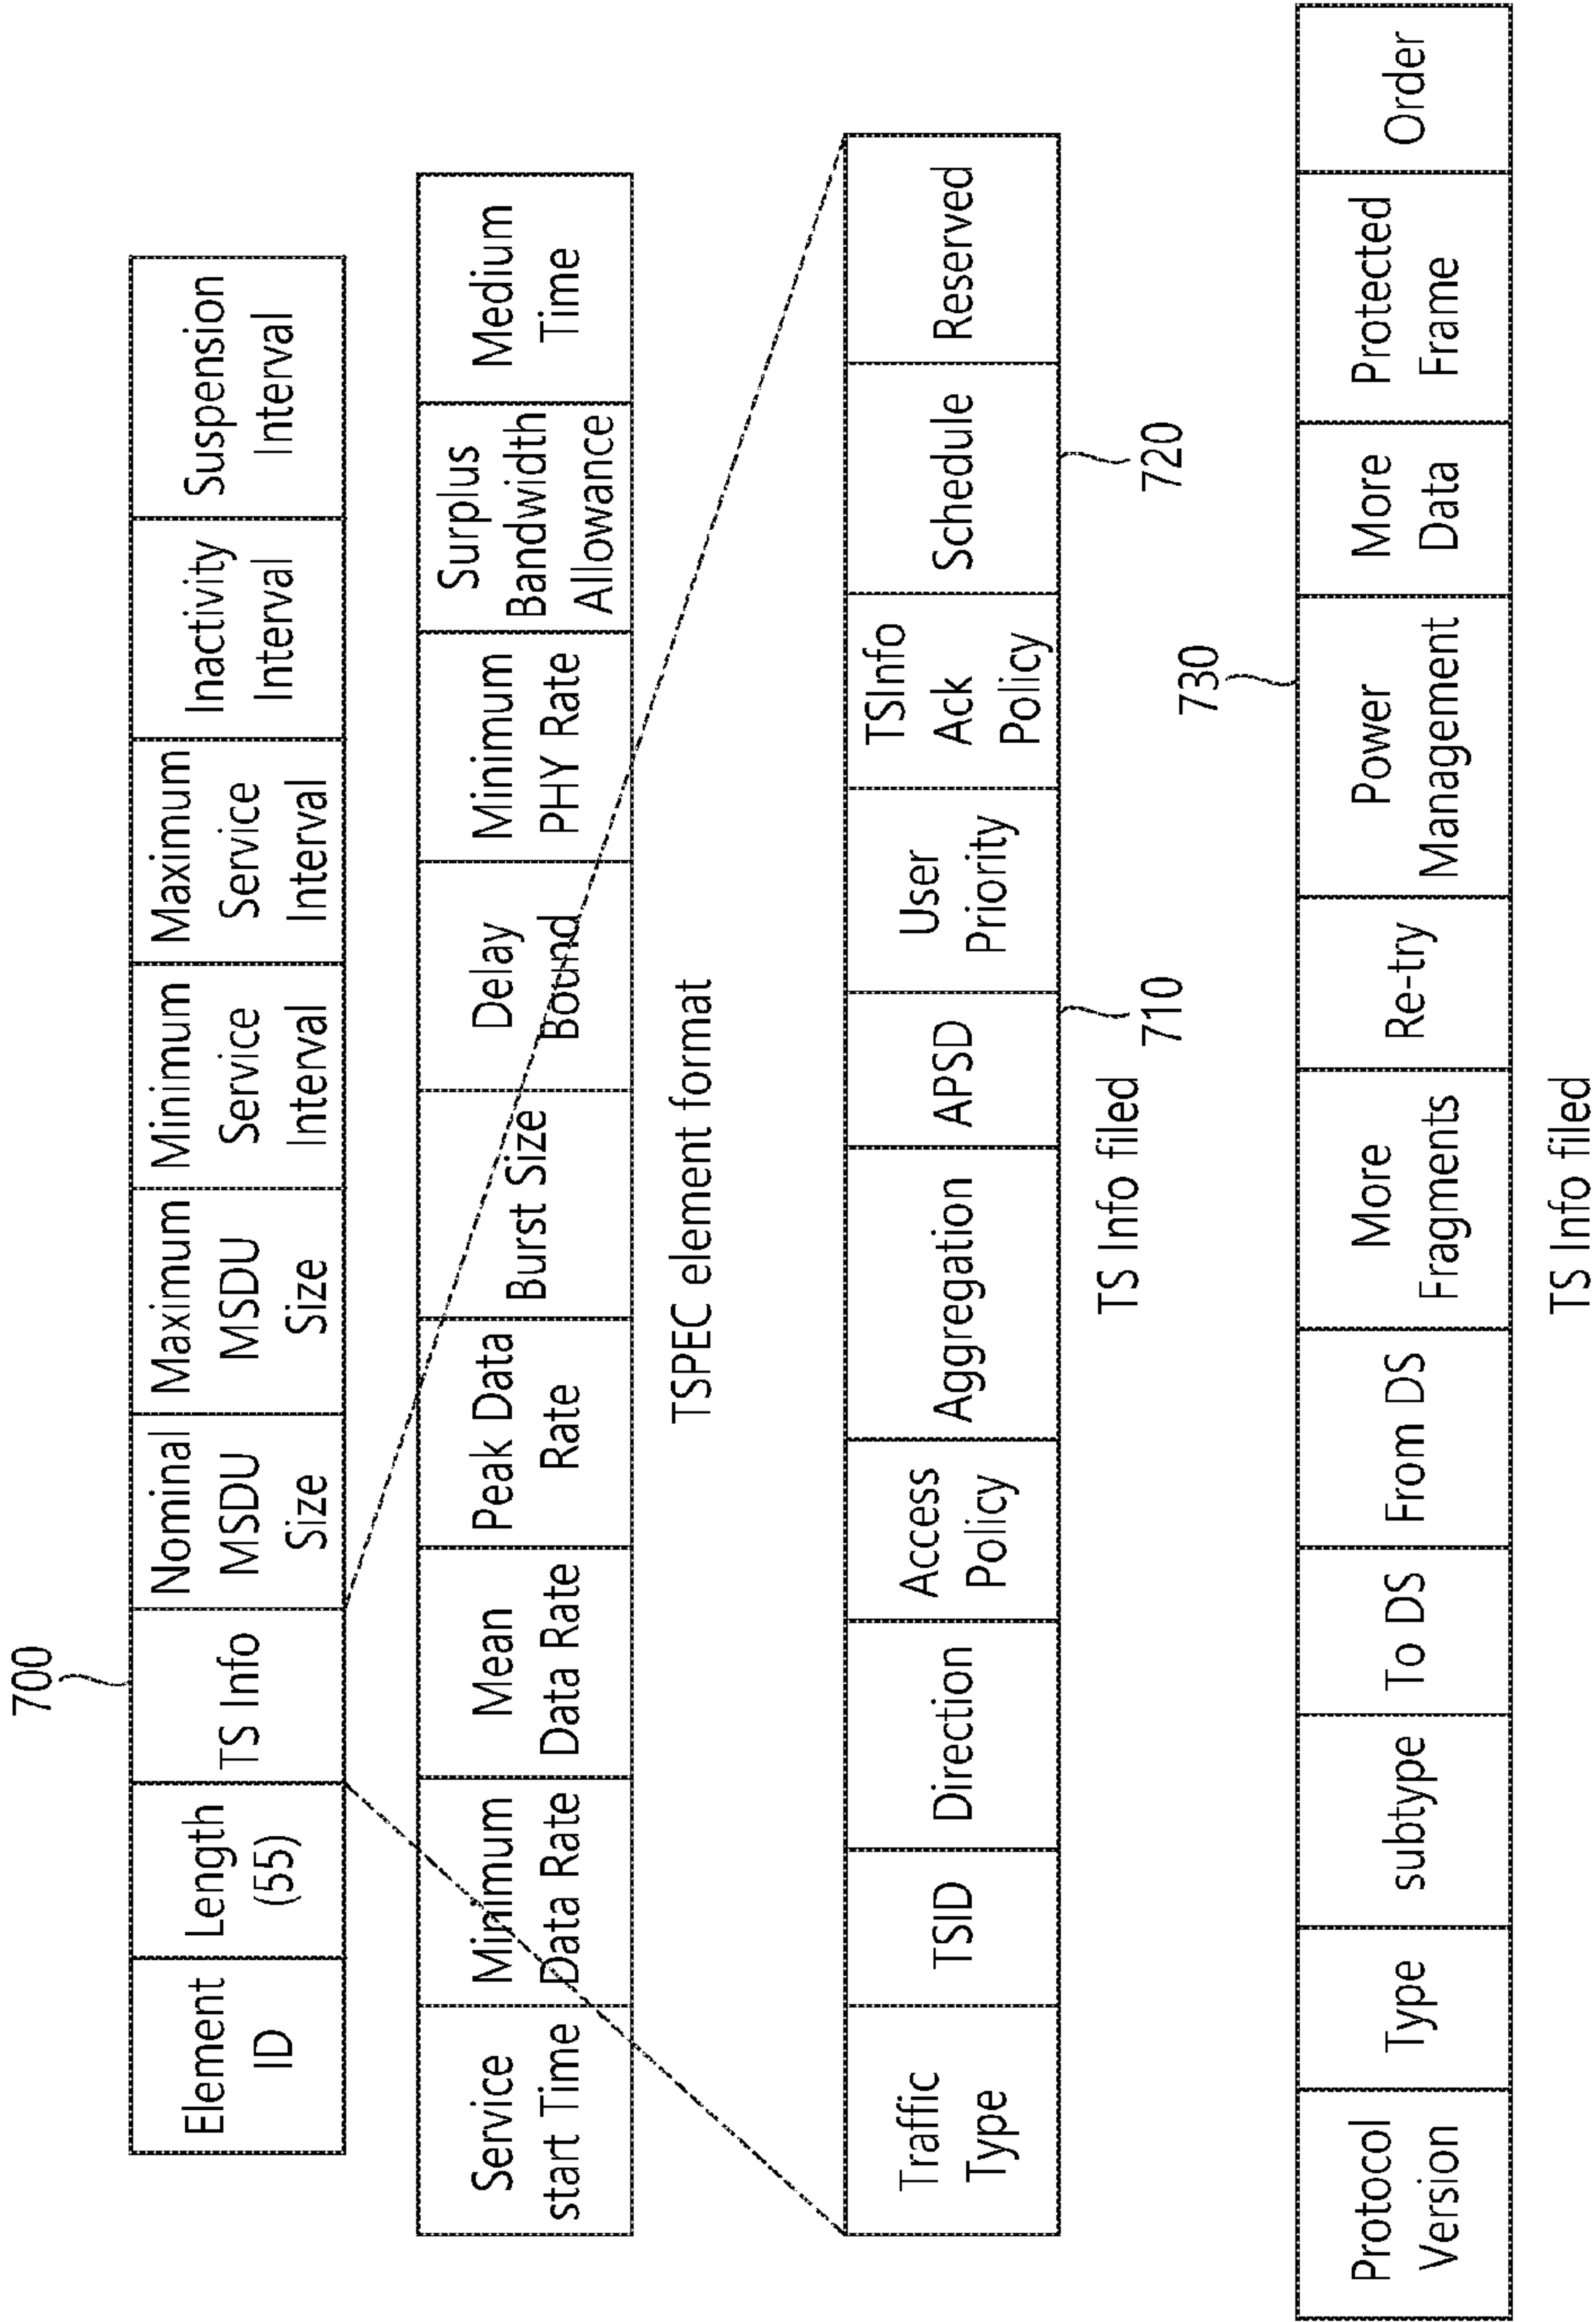 700
Element
ID
Length
(55)
TS Info
Nominal
MSDU
Size
Maximum
MSDU
Size
Minimum
Service
Interval
Maximum
Service
Interval
Inactivity
Interval
Suspension
Interval
Service
start Time
Minimum
Data Rate
Mean
Data Rate
Peak Data
Rate
Burst Size
Delay
Bound
Minimum
PHY Rate
Surplus
Bandwidth
Allowance
Medium
Time
TSPEC element format
Traffic
Type
TSID
Direction
Access
Policy
Aggregation
APSD
User
Priority
TSInfo
Ack
Policy
Schedule
Reserved
710
720
TS Info filed
730
Protocol
Version
Type
subtype
To DS
From DS
More
Fragments
Re-try
Power
Management
More
Data
Protected
Frame
Order
TS Info filed